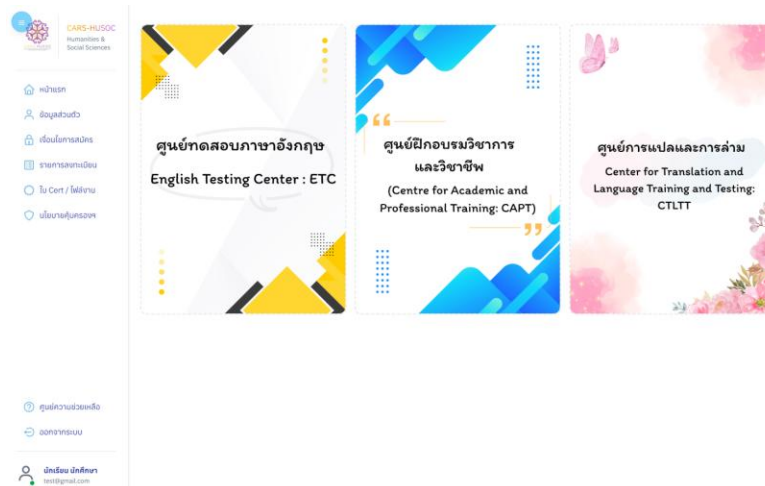 CARS-HUSOC
Humanities &
Social Sciences
หน้าแรก
ข้อมูลส่วนตัว
เงื่อนไขการสมัคร
รายการลงทะเบียน
ใบ Cert / ไฟล์งาน
นโยบายคุ้มครองฯ
ศูนย์ความช่วยเหลือ
ออกจากระบบ
นักเรียน นักศึกษา
test@gmail.com
ศูนย์ทดสอบภาษาอังกฤษ
English Testing Center : ETC
ศูนย์ฝึกอบรมวิชาการ
และวิชาชีพ
(Centre for Academic and
Professional Training: CAPT)
ศูนย์การแปลและการล่าม
Center for Translation and
Language Training and Testing:
CTLTT